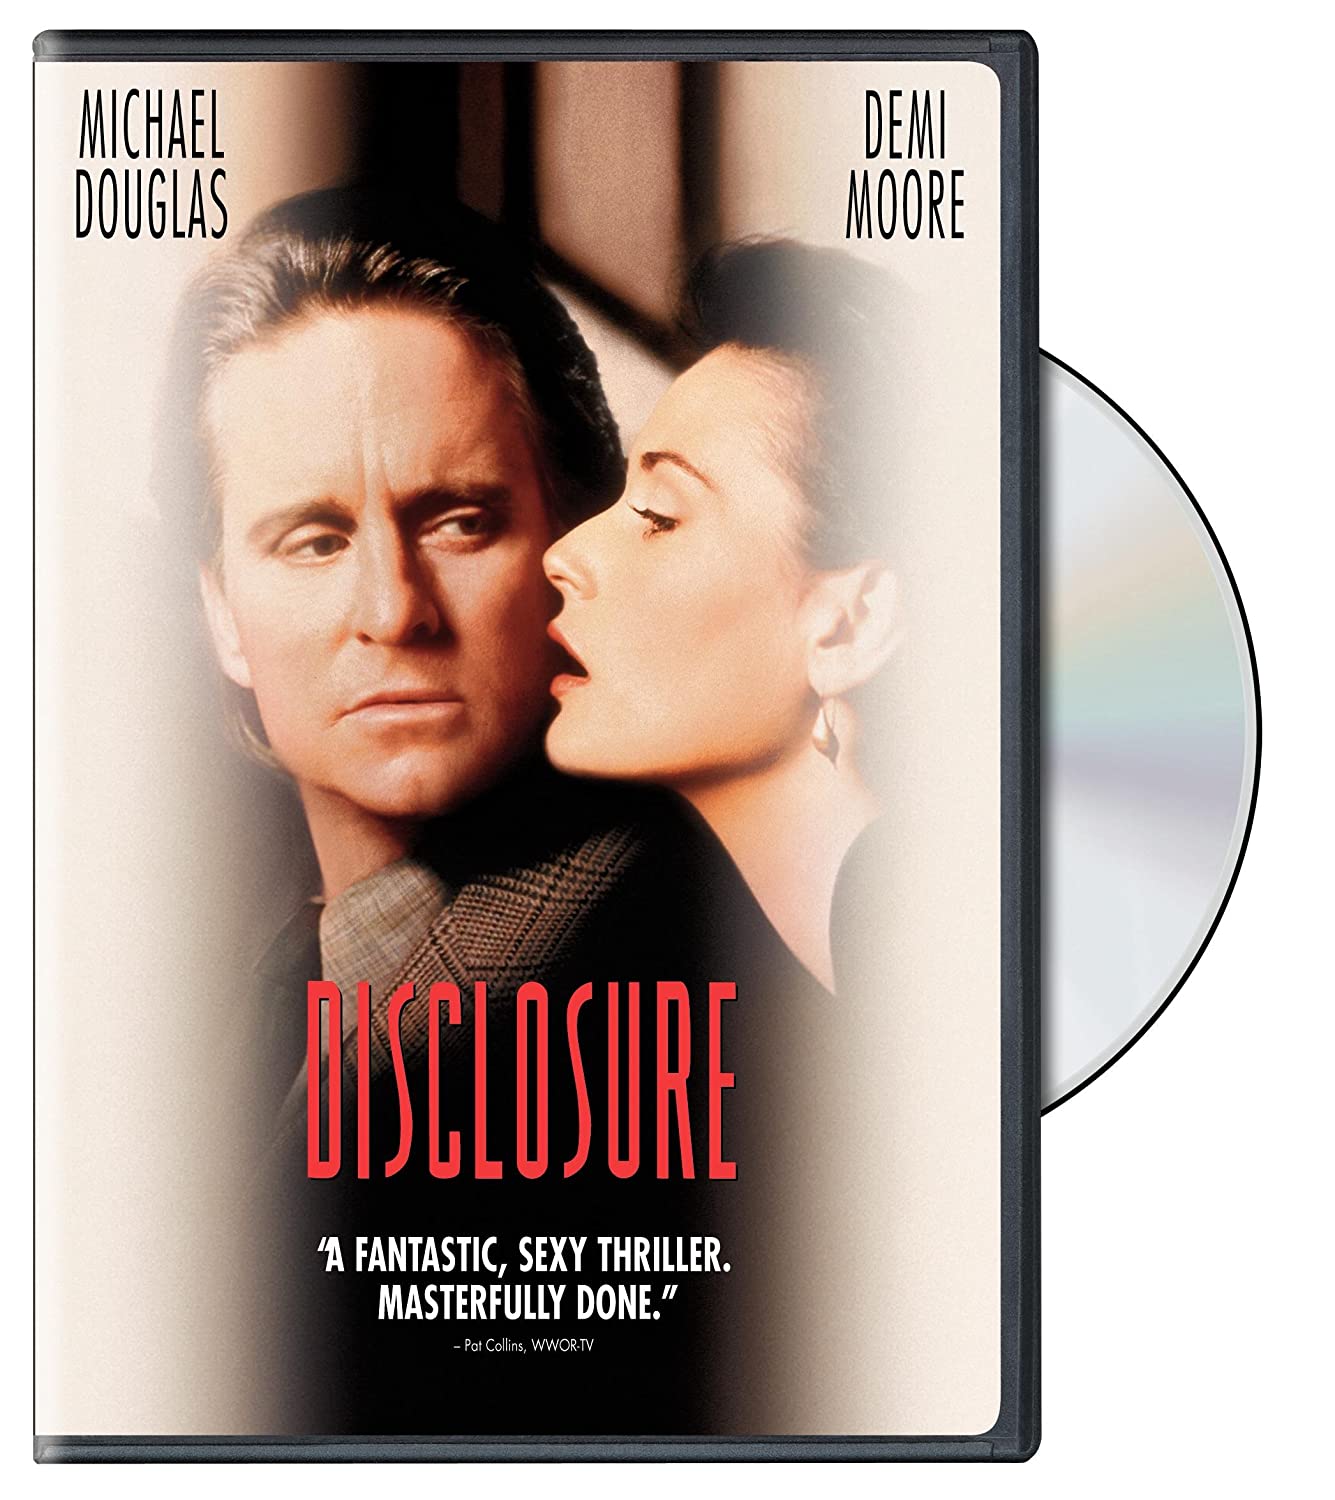 MICHAEL
DOUGLAS
DEMI
MOORE
DISCLOSURE
“A FANTASTIC, SEXY THRILLER.
MASTERFULLY DONE.”
– Pat Collins, WWOR-TV